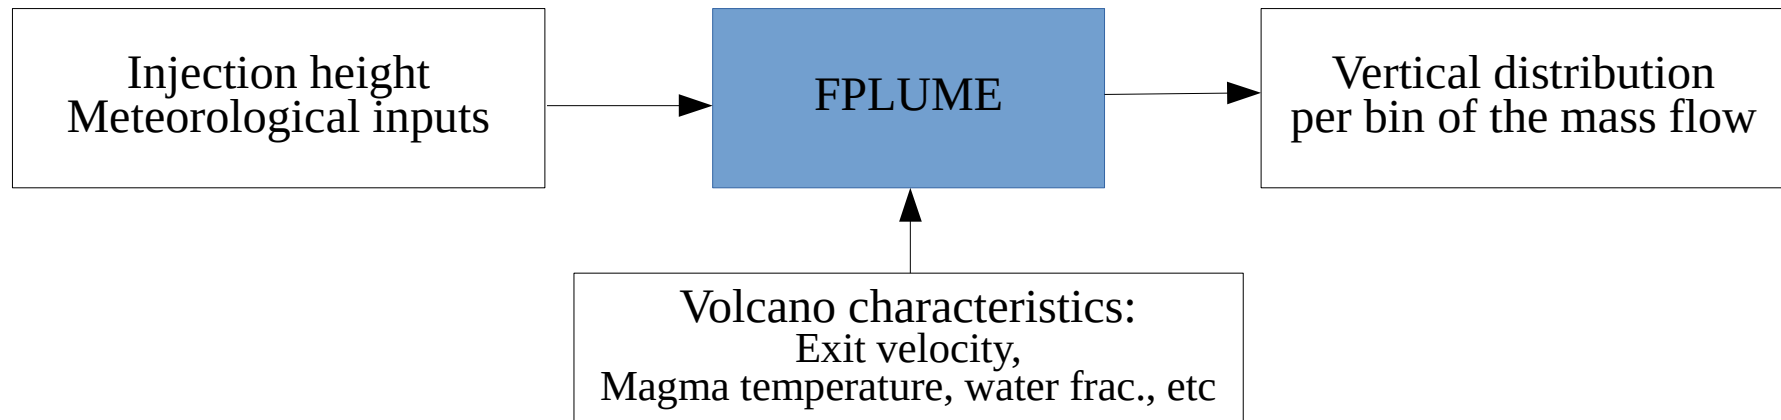 Injection height
Meteorological inputs
FPLUME
Vertical distribution
per bin of the mass flow
Volcano characteristics:
Exit velocity,
Magma temperature, water frac., etc